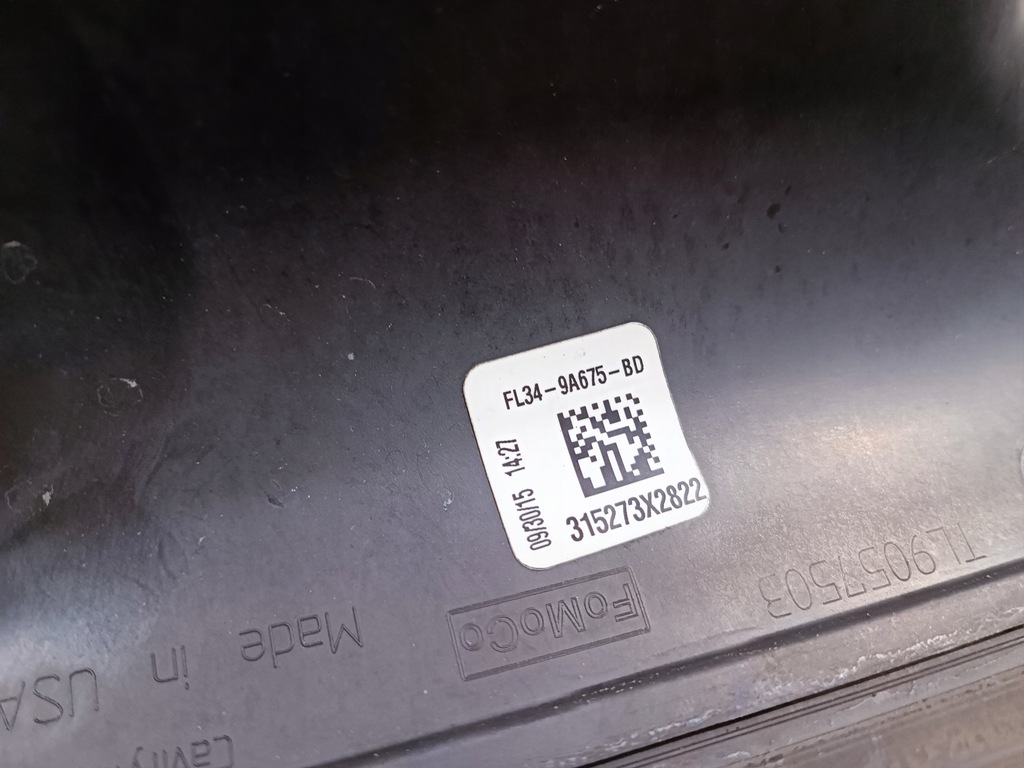 FL34-9A675-BD
09/30/15 14:27
315273X2822
TL9057503
FoMoCo
Made in USA